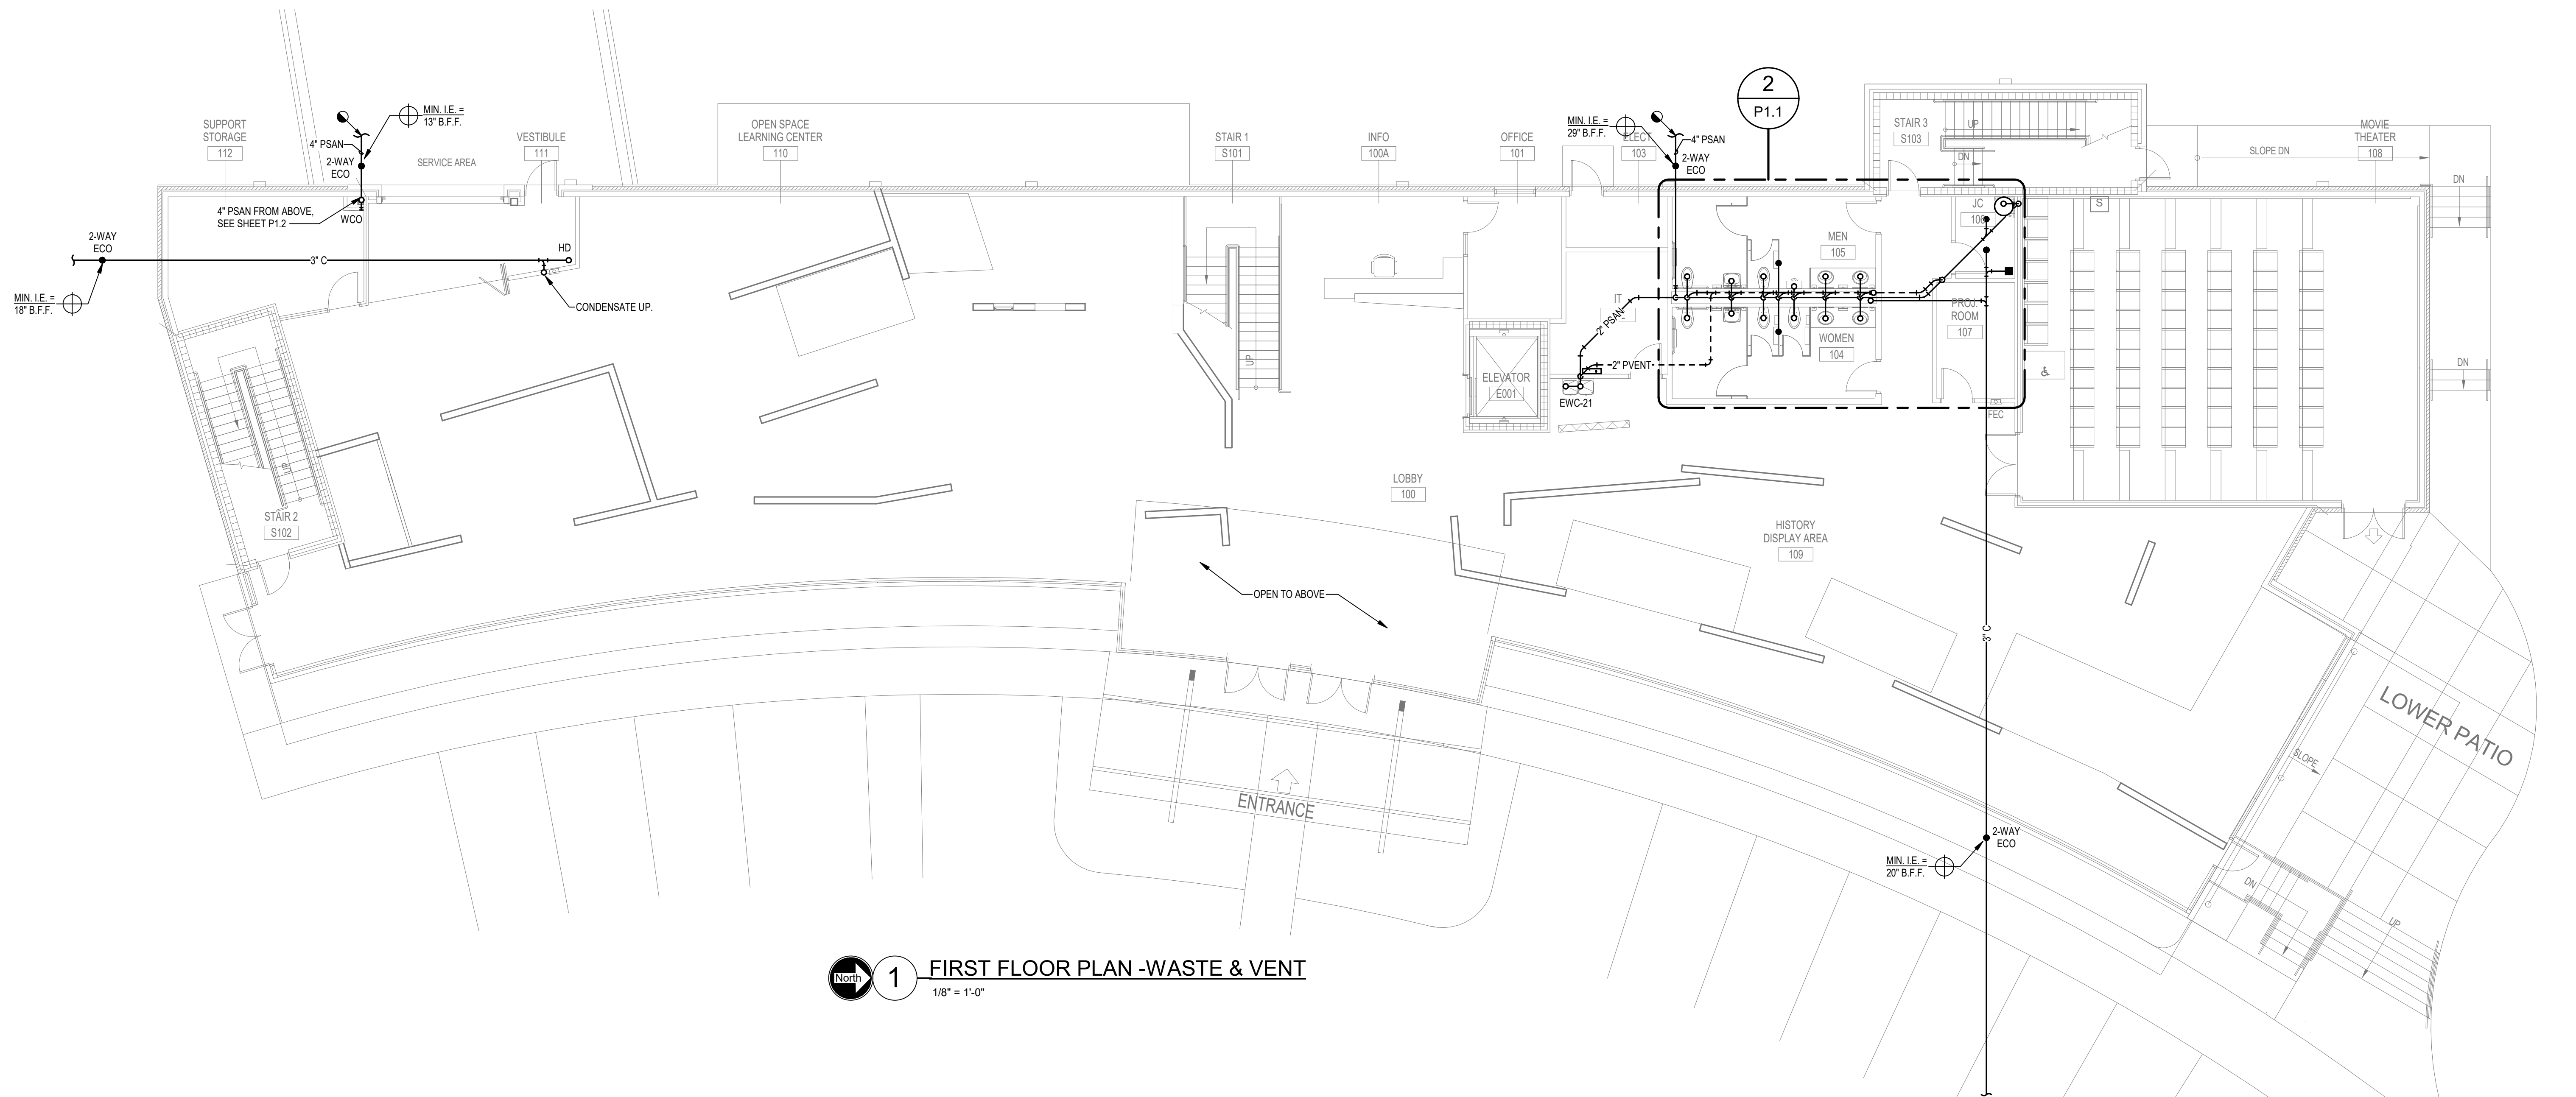 2
P1.1
MIN. I.E. =
13" B.F.F.
SUPPORT
STORAGE
112
4" PSAN
2-WAY
ECO
VESTIBULE
111
SERVICE AREA
OPEN SPACE
LEARNING CENTER
110
STAIR 1
S101
INFO
100A
OFFICE
101
MIN. I.E. =
29" B.F.F.
ELECT
103
4" PSAN
2-WAY
ECO
STAIR 3
S103
UP
DN
MOVIE
THEATER
108
SLOPE DN
DN
4" PSAN FROM ABOVE,
SEE SHEET P1.2
WCO
2-WAY
ECO
3" C
HD
MIN. I.E. =
18" B.F.F.
CONDENSATE UP.
JC
106
S
MEN
105
IT
2" PSAN
PROJ.
ROOM
107
WOMEN
104
UP
2" PVENT
ELEVATOR
E001
EWC-21
DN
FEC
UP
STAIR 2
S102
LOBBY
100
HISTORY
DISPLAY AREA
109
OPEN TO ABOVE
3" C
LOWER PATIO
SLOPE
ENTRANCE
2-WAY
ECO
MIN. I.E. =
20" B.F.F.
DN
UP
North
1
FIRST FLOOR PLAN -WASTE & VENT
1/8" = 1'-0"